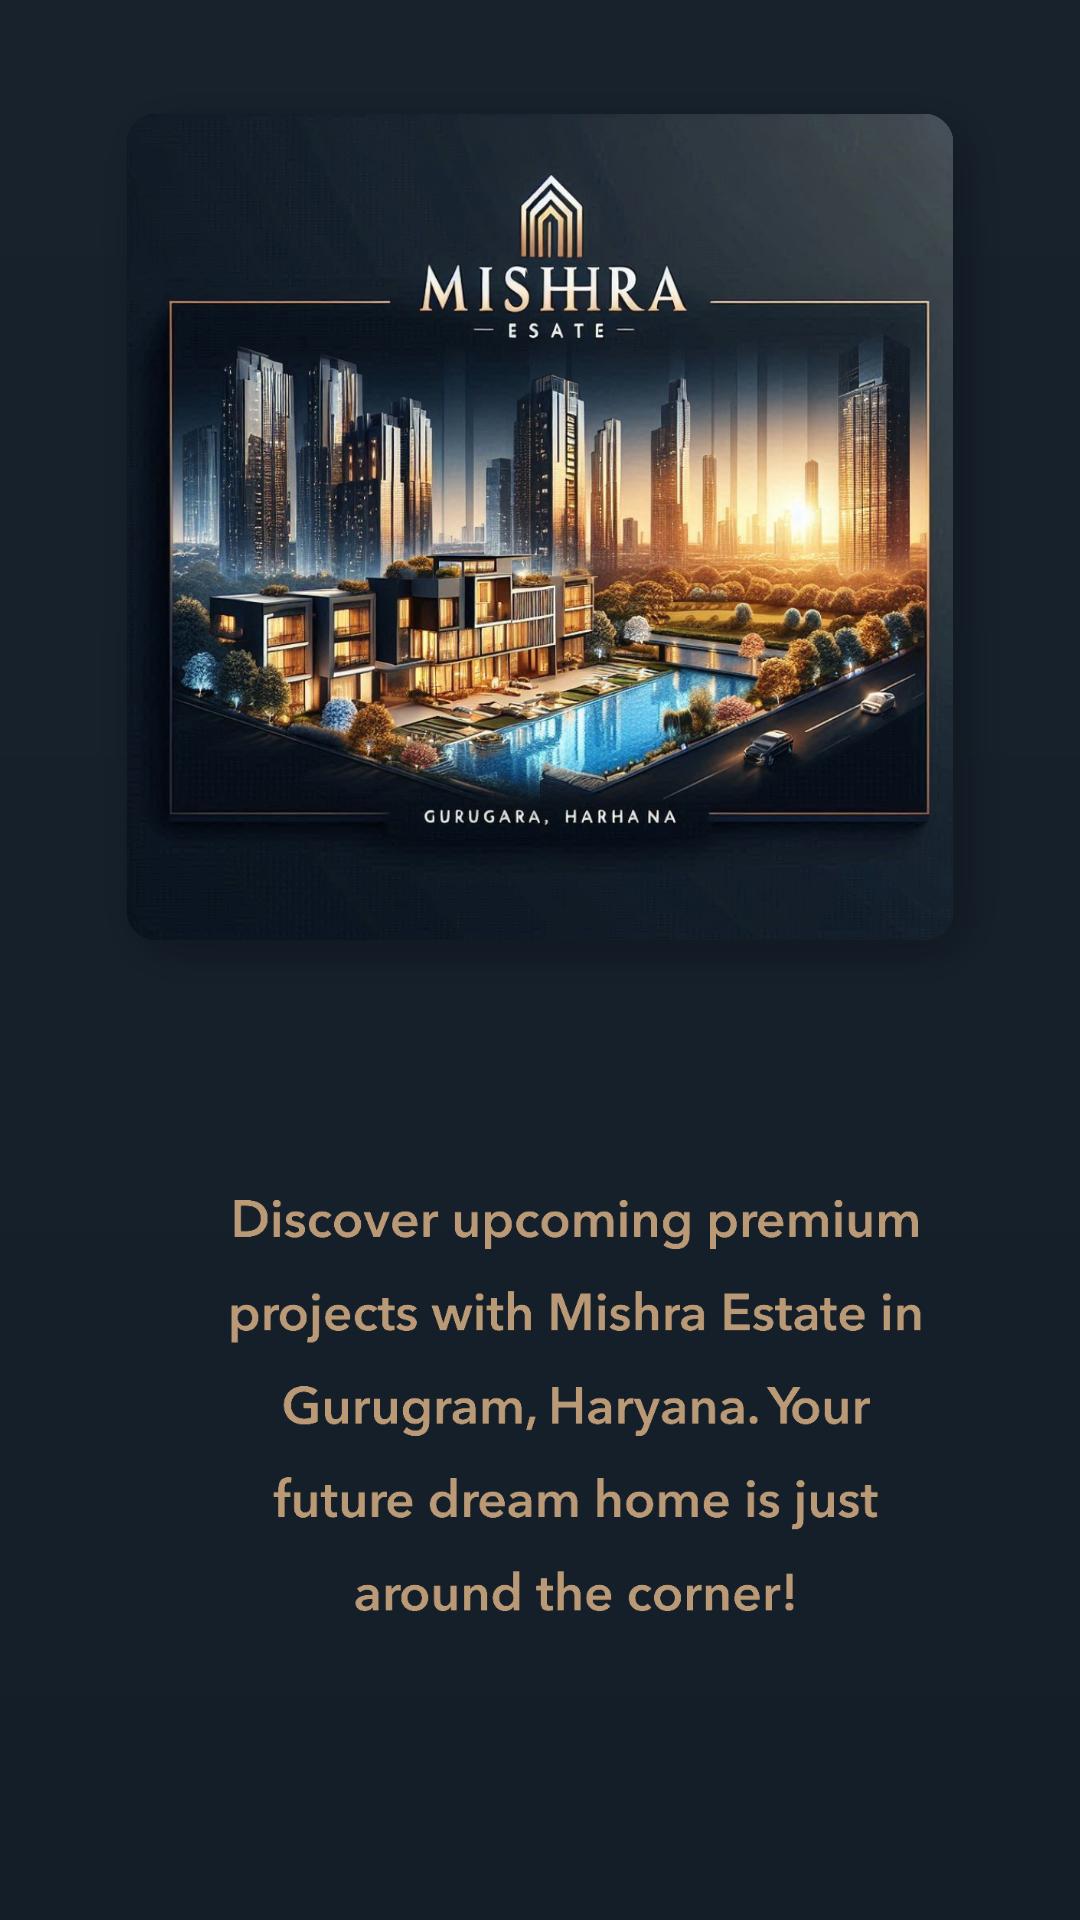 MISHHRA
ESATE
GURUGARA, HARHA NA
Discover upcoming premium
projects with Mishra Estate in
Gurugram, Haryana. Your
future dream home is just
around the corner!